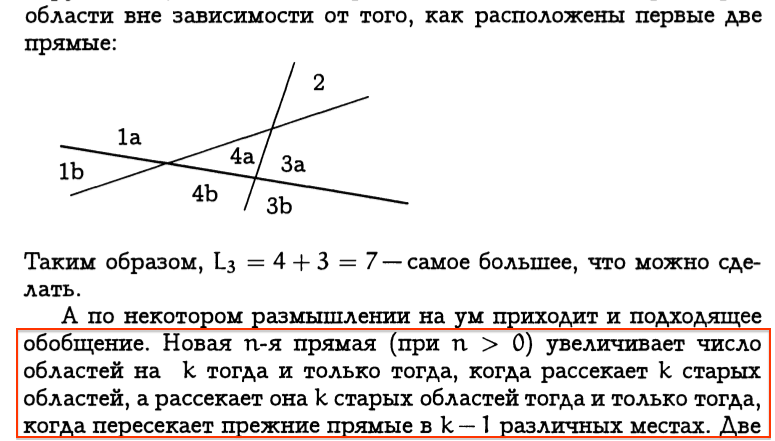 области вне зависимости от того, как расположены первые две
прямые:
2
1a
4a
3a
1b
4b
3b
Таким образом, L₃ = 4 + 3 = 7 — самое большее, что можно сде-
лать.
А по некотором размышлении на ум приходит и подходящее
обобщение. Новая n-я прямая (при n > 0) увеличивает число
областей на k тогда и только тогда, когда рассекает k старых
областей, а рассекает она k старых областей тогда и только тогда,
когда пересекает прежние прямые в k − 1 различных местах. Две